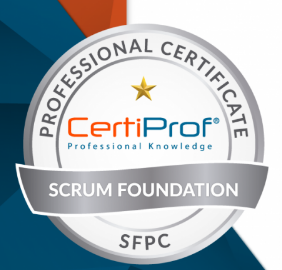 PROFESSIONAL CERTIFICATE
CertiProf®
Professional Knowledge
SCRUM FOUNDATION
SFPC